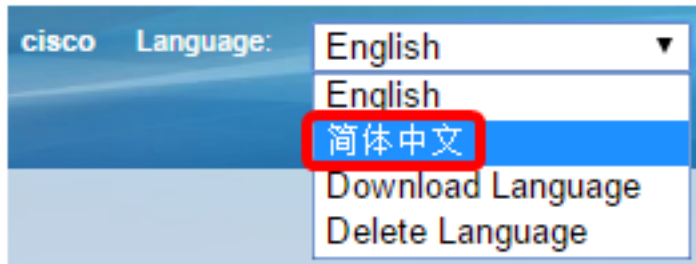 cisco Language: English
English
简体中文
Download Language
Delete Language